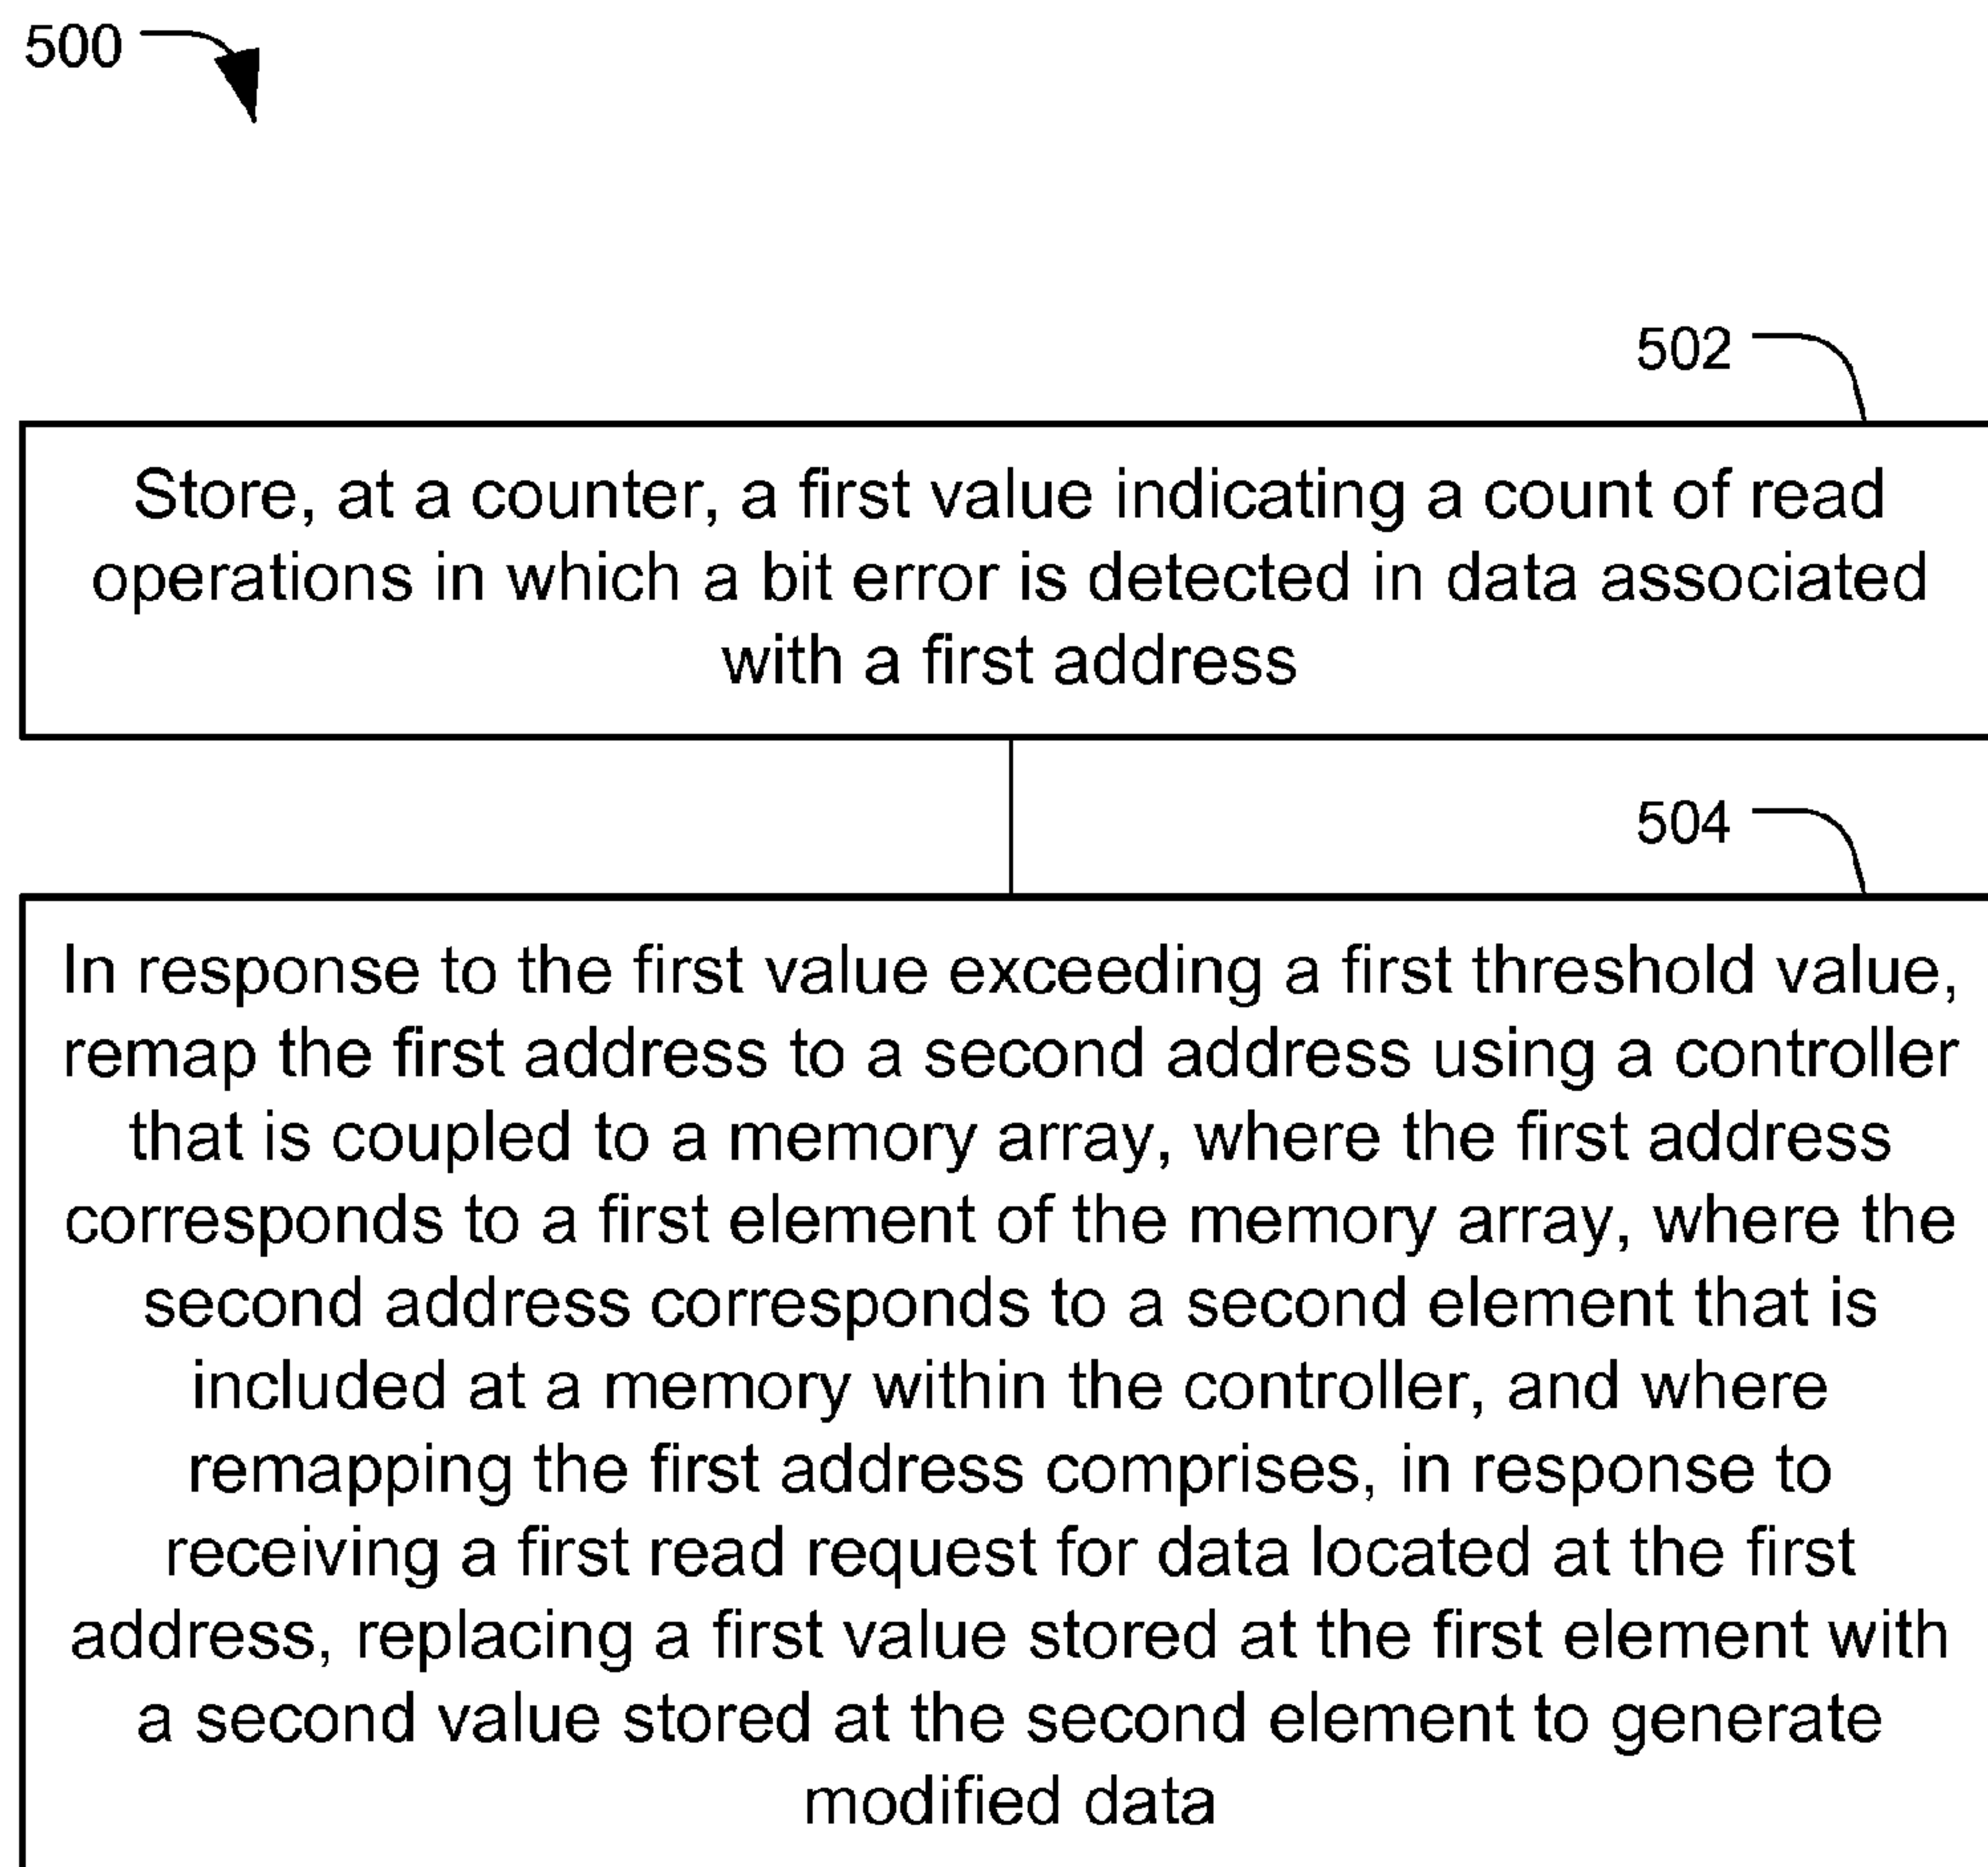 500
502
Store, at a counter, a first value indicating a count of read
operations in which a bit error is detected in data associated
with a first address
504
In response to the first value exceeding a first threshold value,
remap the first address to a second address using a controller
that is coupled to a memory array, where the first address
corresponds to a first element of the memory array, where the
second address corresponds to a second element that is
included at a memory within the controller, and where
remapping the first address comprises, in response to
receiving a first read request for data located at the first
address, replacing a first value stored at the first element with
a second value stored at the second element to generate
modified data